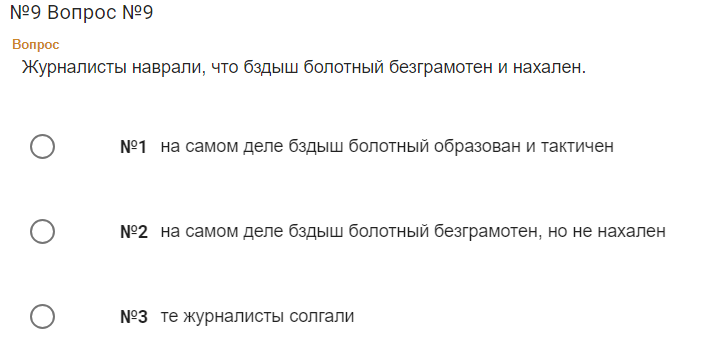 №9 Вопрос №9
Вопрос
Журналисты наврали, что бздыш болотный безграмотен и нахален.
№1 на самом деле бздыш болотный образован и тактичен
№2 на самом деле бздыш болотный безграмотен, но не нахален
№3 те журналисты солгали